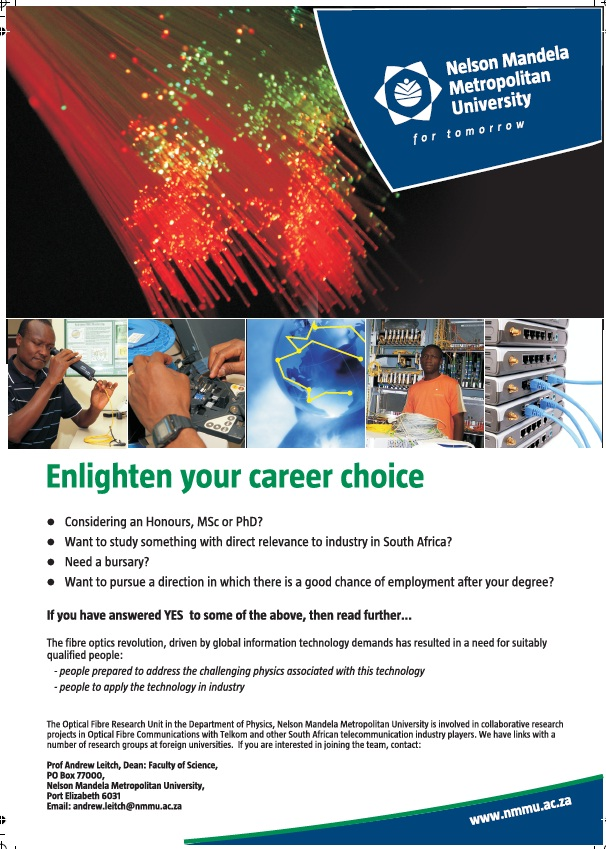 Nelson Mandela
Metropolitan
University
for tomorrow
Enlighten your career choice
● Considering an Honours, MSc or PhD?
● Want to study something with direct relevance to industry in South Africa?
● Need a bursary?
● Want to pursue a direction in which there is a good chance of employment after your degree?
If you have answered YES to some of the above, then read further...
The fibre optics revolution, driven by global information technology demands has resulted in a need for suitably
qualified people:
- people prepared to address the challenging physics associated with this technology
- people to apply the technology in industry
The Optical Fibre Research Unit in the Department of Physics, Nelson Mandela Metropolitan University is involved in collaborative research
projects in Optical Fibre Communications with Telkom and other South African telecommunication industry players. We have links with a
number of research groups at foreign universities. If you are interested in joining the team, contact:
Prof Andrew Leitch, Dean: Faculty of Science,
PO Box 77000,
Nelson Mandela Metropolitan University,
Port Elizabeth 6031
Email: andrew.leitch@nmmu.ac.za
www.nmmu.ac.za